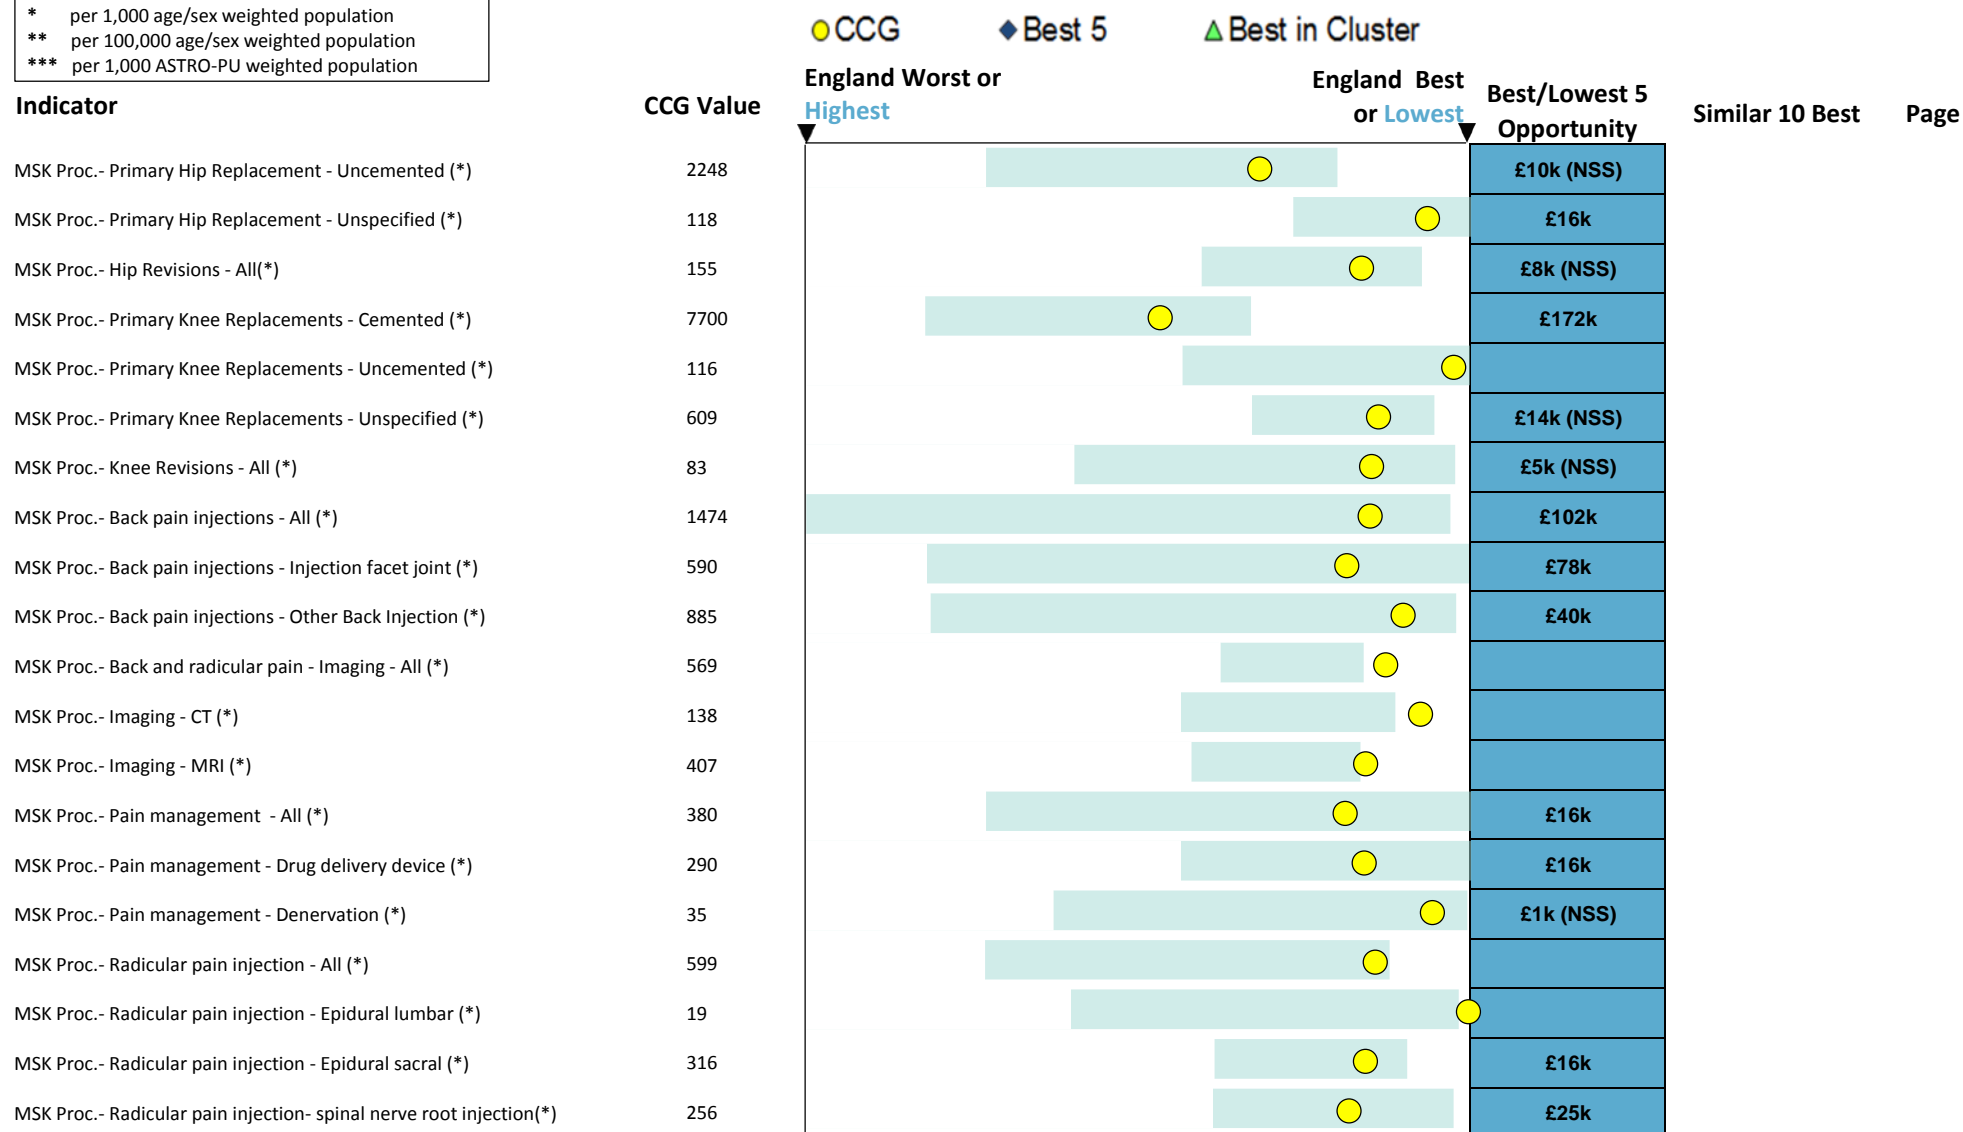 * per 1,000 age/sex weighted population
** per 100,000 age/sex weighted population
*** per 1,000 ASTRO-PU weighted population
CCG Best 5 Best in Cluster
Indicator CCG Value England Worst or Highest England Best or Lowest Best/Lowest 5 Opportunity Similar 10 Best Page
MSK Proc.- Primary Hip Replacement - Uncemented (*) 2248 £10k (NSS)
MSK Proc.- Primary Hip Replacement - Unspecified (*) 118 £16k
MSK Proc.- Hip Revisions - All(*) 155 £8k (NSS)
MSK Proc.- Primary Knee Replacements - Cemented (*) 7700 £172k
MSK Proc.- Primary Knee Replacements - Uncemented (*) 116
MSK Proc.- Primary Knee Replacements - Unspecified (*) 609 £14k (NSS)
MSK Proc.- Knee Revisions - All (*) 83 £5k (NSS)
MSK Proc.- Back pain injections - All (*) 1474 £102k
MSK Proc.- Back pain injections - Injection facet joint (*) 590 £78k
MSK Proc.- Back pain injections - Other Back Injection (*) 885 £40k
MSK Proc.- Back and radicular pain - Imaging - All (*) 569
MSK Proc.- Imaging - CT (*) 138
MSK Proc.- Imaging - MRI (*) 407
MSK Proc.- Pain management - All (*) 380 £16k
MSK Proc.- Pain management - Drug delivery device (*) 290 £16k
MSK Proc.- Pain management - Denervation (*) 35 £1k (NSS)
MSK Proc.- Radicular pain injection - All (*) 599
MSK Proc.- Radicular pain injection - Epidural lumbar (*) 19
MSK Proc.- Radicular pain injection - Epidural sacral (*) 316 £16k
MSK Proc.- Radicular pain injection- spinal nerve root injection(*) 256 £25k